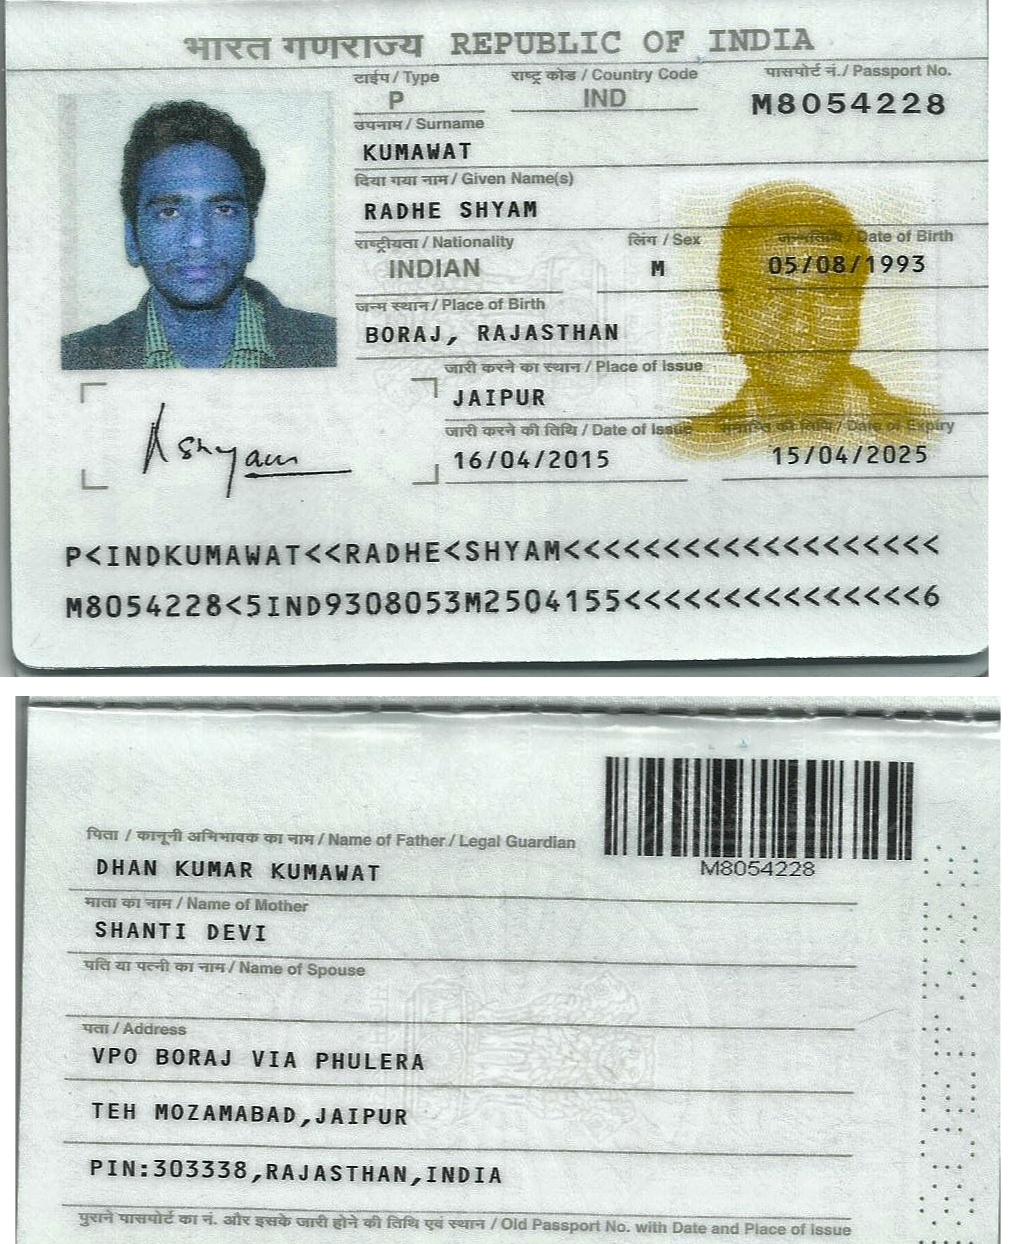 भारत गणराज्य REPUBLIC OF INDIA
टाईप / Type राष्ट्र कोड / Country Code पासपोर्ट नं./ Passport No.
P IND M8054228
उपनाम / Surname
KUMAWAT
दिया गया नाम / Given Name(s)
RADHE SHYAM
राष्ट्रीयता / Nationality लिंग / Sex जन्मतिथि / Date of Birth
INDIAN M 05/08/1993
जन्म स्थान / Place of Birth
BORAJ, RAJASTHAN
जारी करने का स्थान / Place of Issue
JAIPUR
जारी करने की तिथि / Date of Issue समाप्ति की तिथि / Date of Expiry
16/04/2015 15/04/2025
Rshyam
P<INDKUMAWAT<<RADHE<SHYAM<<<<<<<<<<<<<<<<<<<
M8054228<5IND9308053M2504155<<<<<<<<<<<<<<<6
M8054228
पिता / कानूनी अभिभावक का नाम / Name of Father / Legal Guardian
DHAN KUMAR KUMAWAT
माता का नाम / Name of Mother
SHANTI DEVI
पति या पत्नी का नाम / Name of Spouse
पता / Address
VPO BORAJ VIA PHULERA
TEH MOZAMABAD,JAIPUR
PIN:303338,RAJASTHAN,INDIA
पुराने पासपोर्ट का नं. और इसके जारी होने की तिथि एवं स्थान / Old Passport No. with Date and Place of Issue